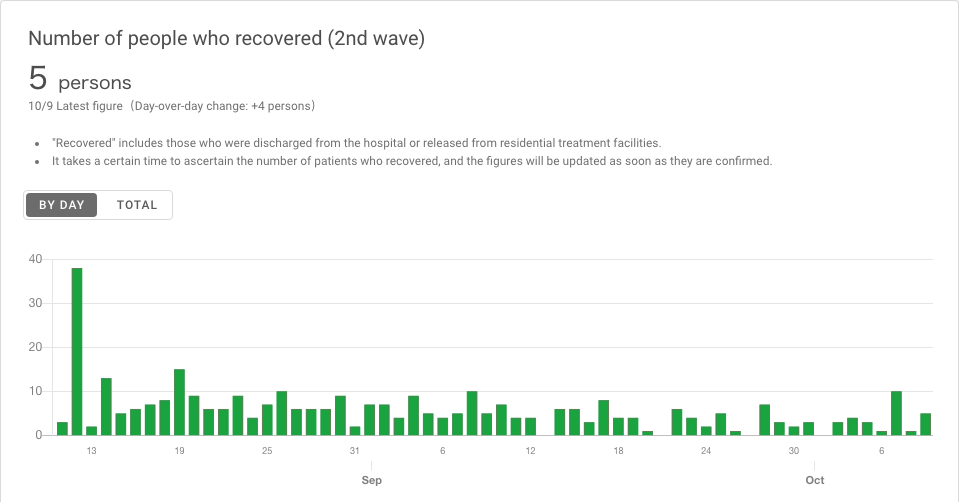 Number of people who recovered (2nd wave)
5 persons
10/9 Latest figure (Day-over-day change: +4 persons)
• "Recovered" includes those who were discharged from the hospital or released from residential treatment facilities.
• It takes a certain time to ascertain the number of patients who recovered, and the figures will be updated as soon as they are confirmed.
BY DAY TOTAL
40
30
20
10
0
13 19 25 31 6 12 18 24 30 6
Sep Oct